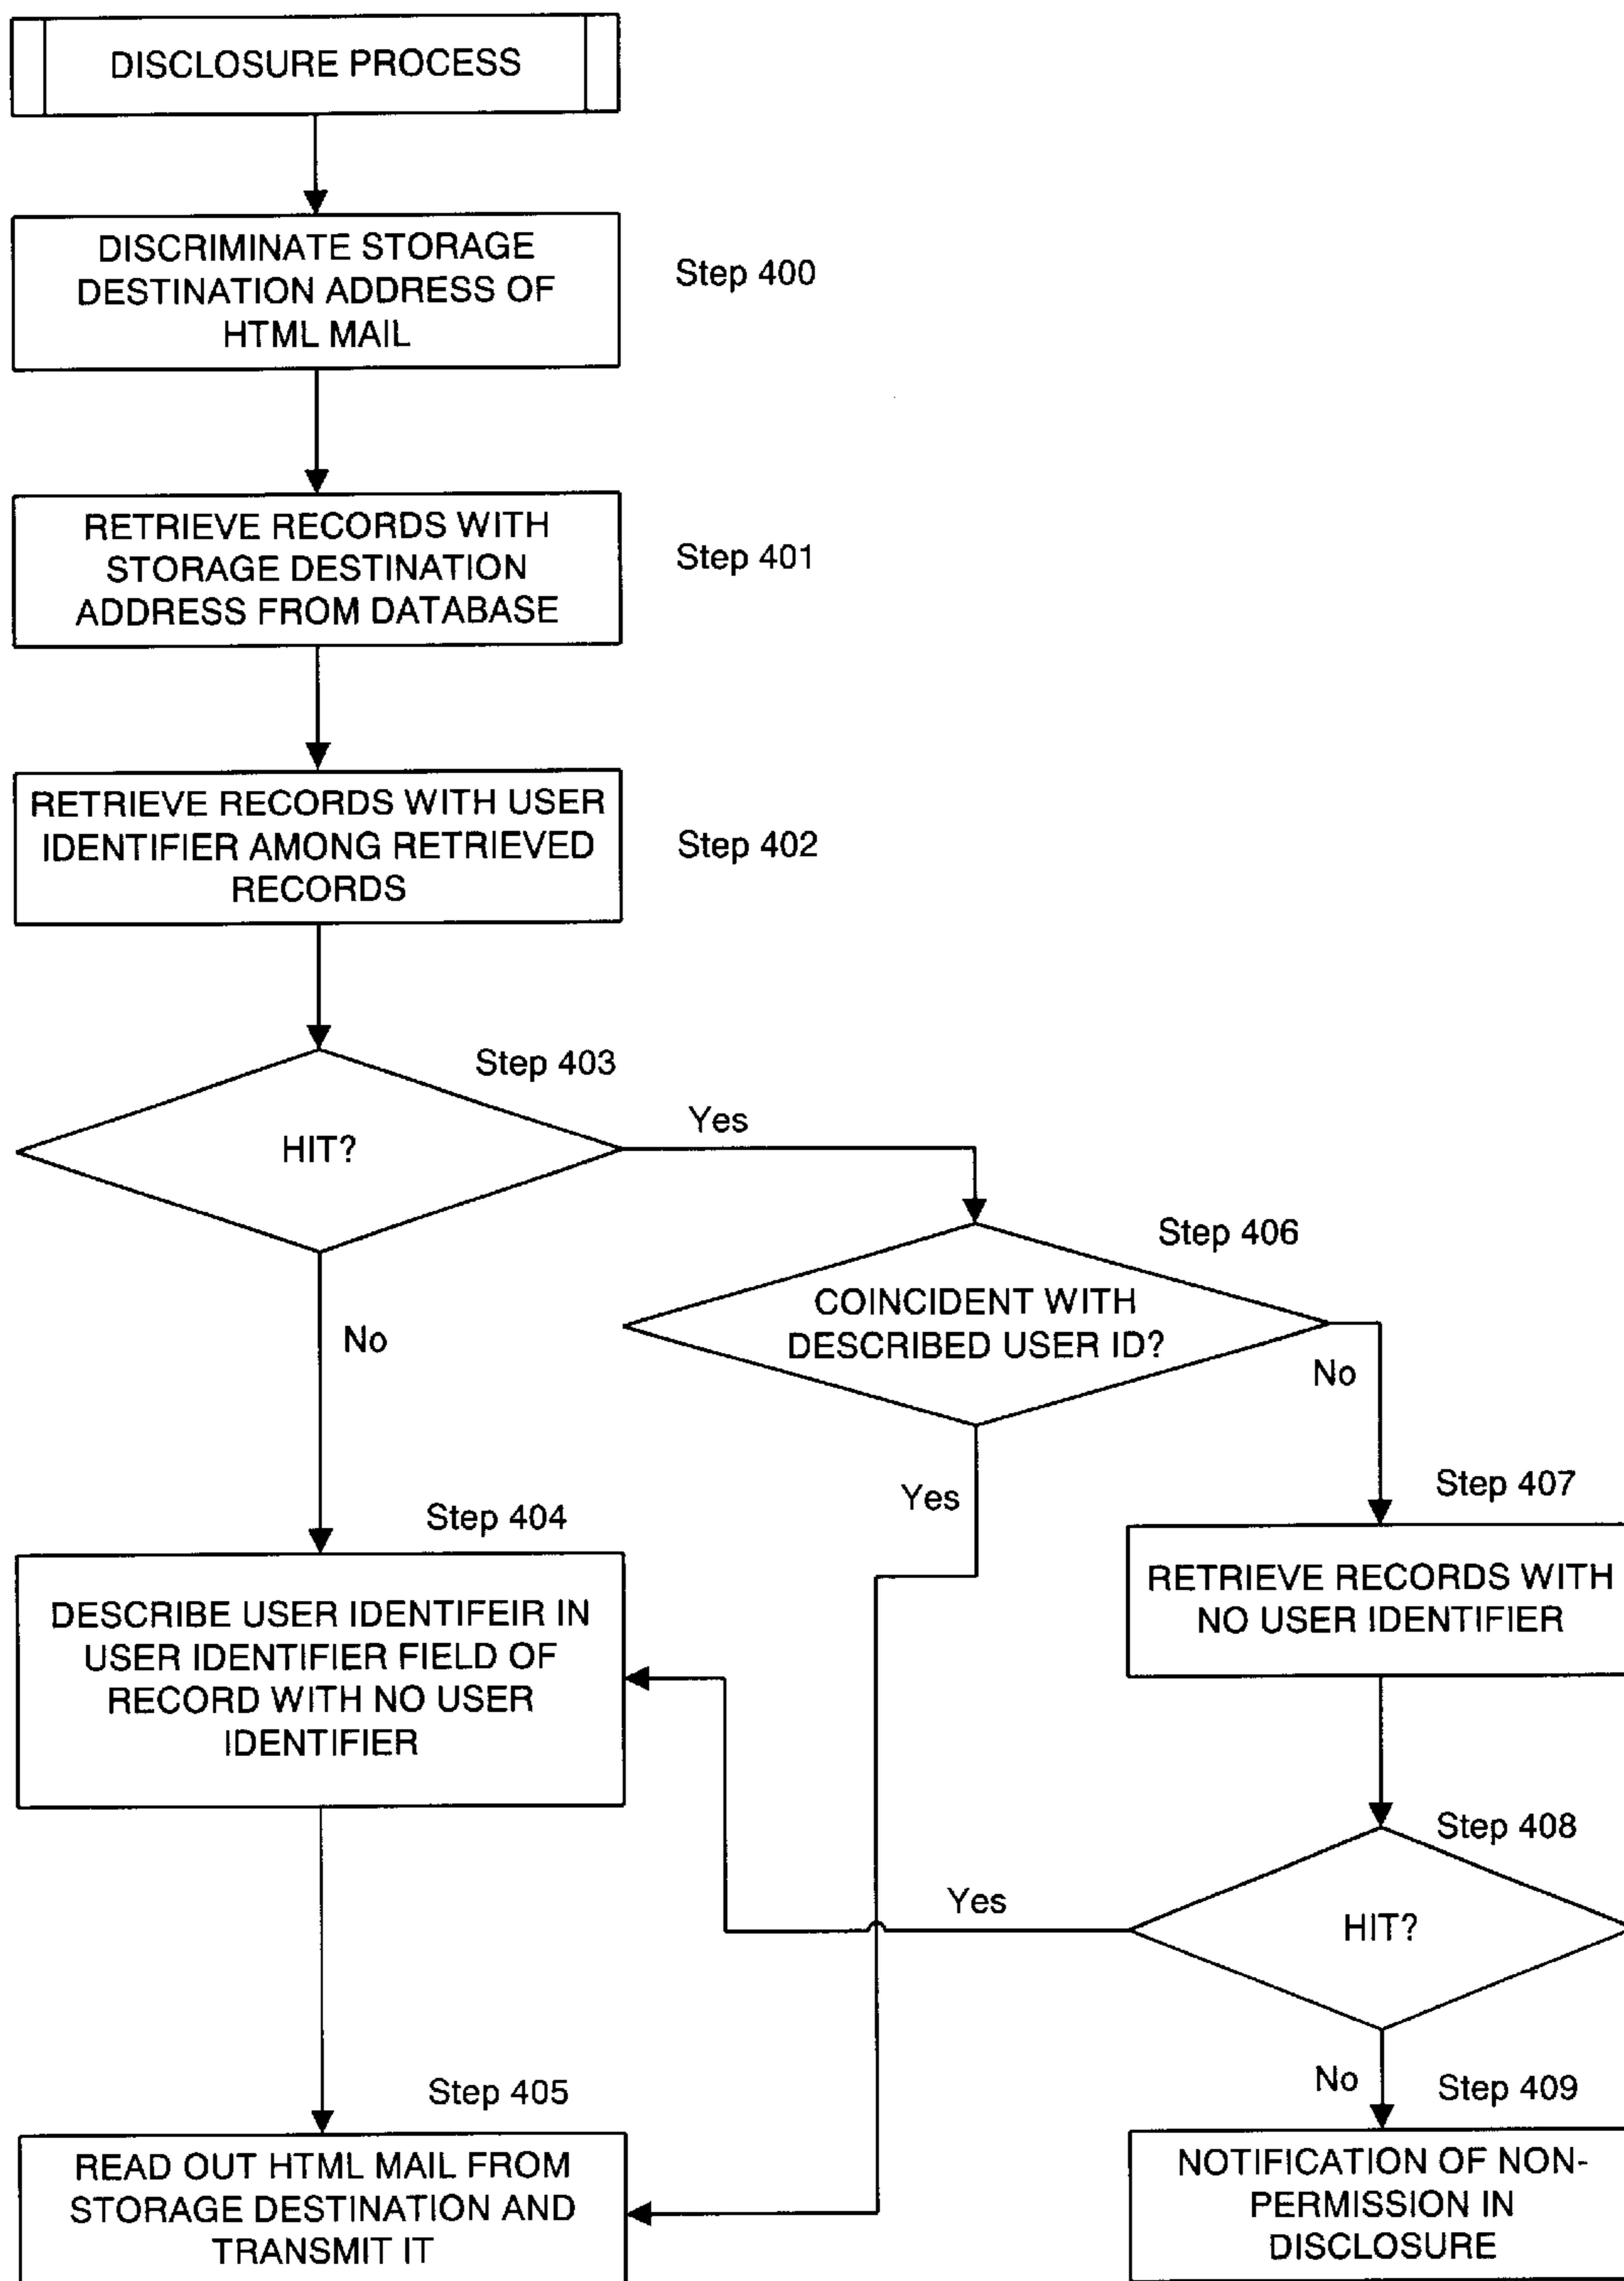 DISCLOSURE PROCESS
DISCRIMINATE STORAGE
DESTINATION ADDRESS OF
HTML MAIL
Step 400
RETRIEVE RECORDS WITH
STORAGE DESTINATION
ADDRESS FROM DATABASE
Step 401
RETRIEVE RECORDS WITH USER
IDENTIFIER AMONG RETRIEVED
RECORDS
Step 402
Step 403
HIT?
Yes
No
Step 406
COINCIDENT WITH
DESCRIBED USER ID?
No
Yes
Step 404
DESCRIBE USER IDENTIFEIR IN
USER IDENTIFIER FIELD OF
RECORD WITH NO USER
IDENTIFIER
Step 407
RETRIEVE RECORDS WITH
NO USER IDENTIFIER
Step 408
HIT?
Yes
No
Step 405
READ OUT HTML MAIL FROM
STORAGE DESTINATION AND
TRANSMIT IT
Step 409
NOTIFICATION OF NON-
PERMISSION IN
DISCLOSURE